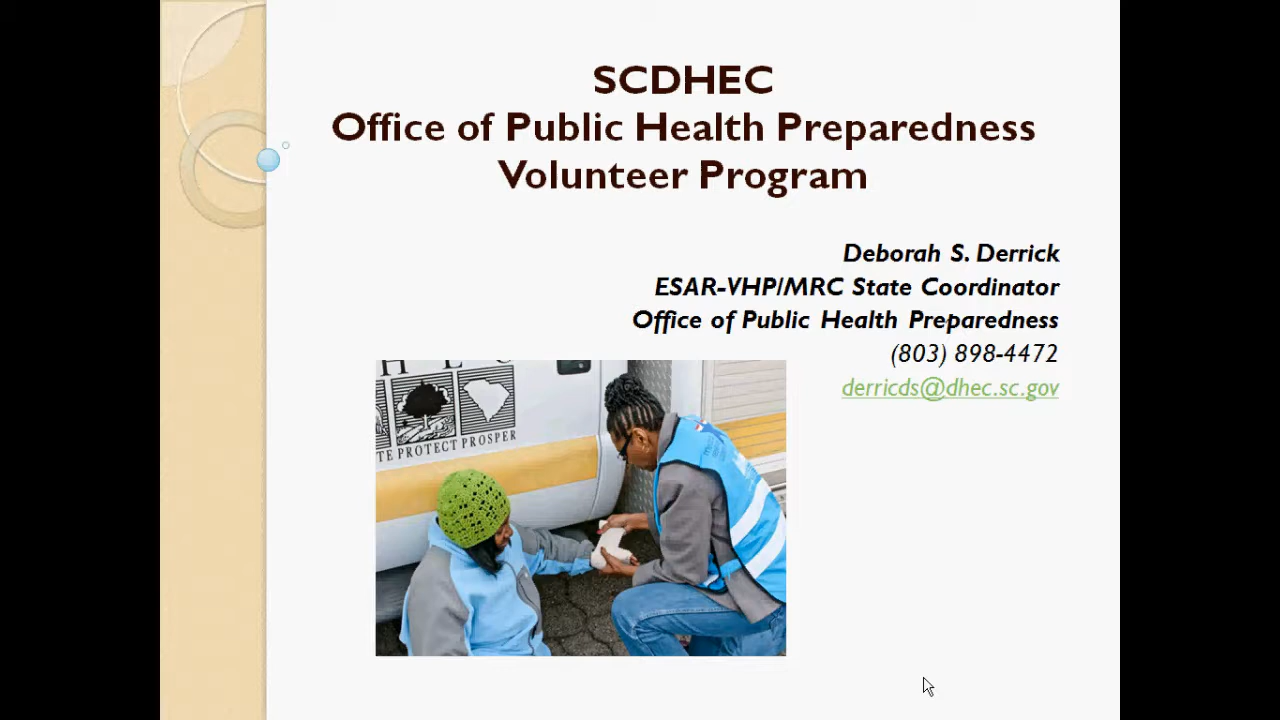 SCDHEC
Office of Public Health Preparedness
Volunteer Program
Deborah S. Derrick
ESAR-VHP/MRC State Coordinator
Office of Public Health Preparedness
(803) 898-4472
derricds@dhec.sc.gov
PROTECT PROSPER